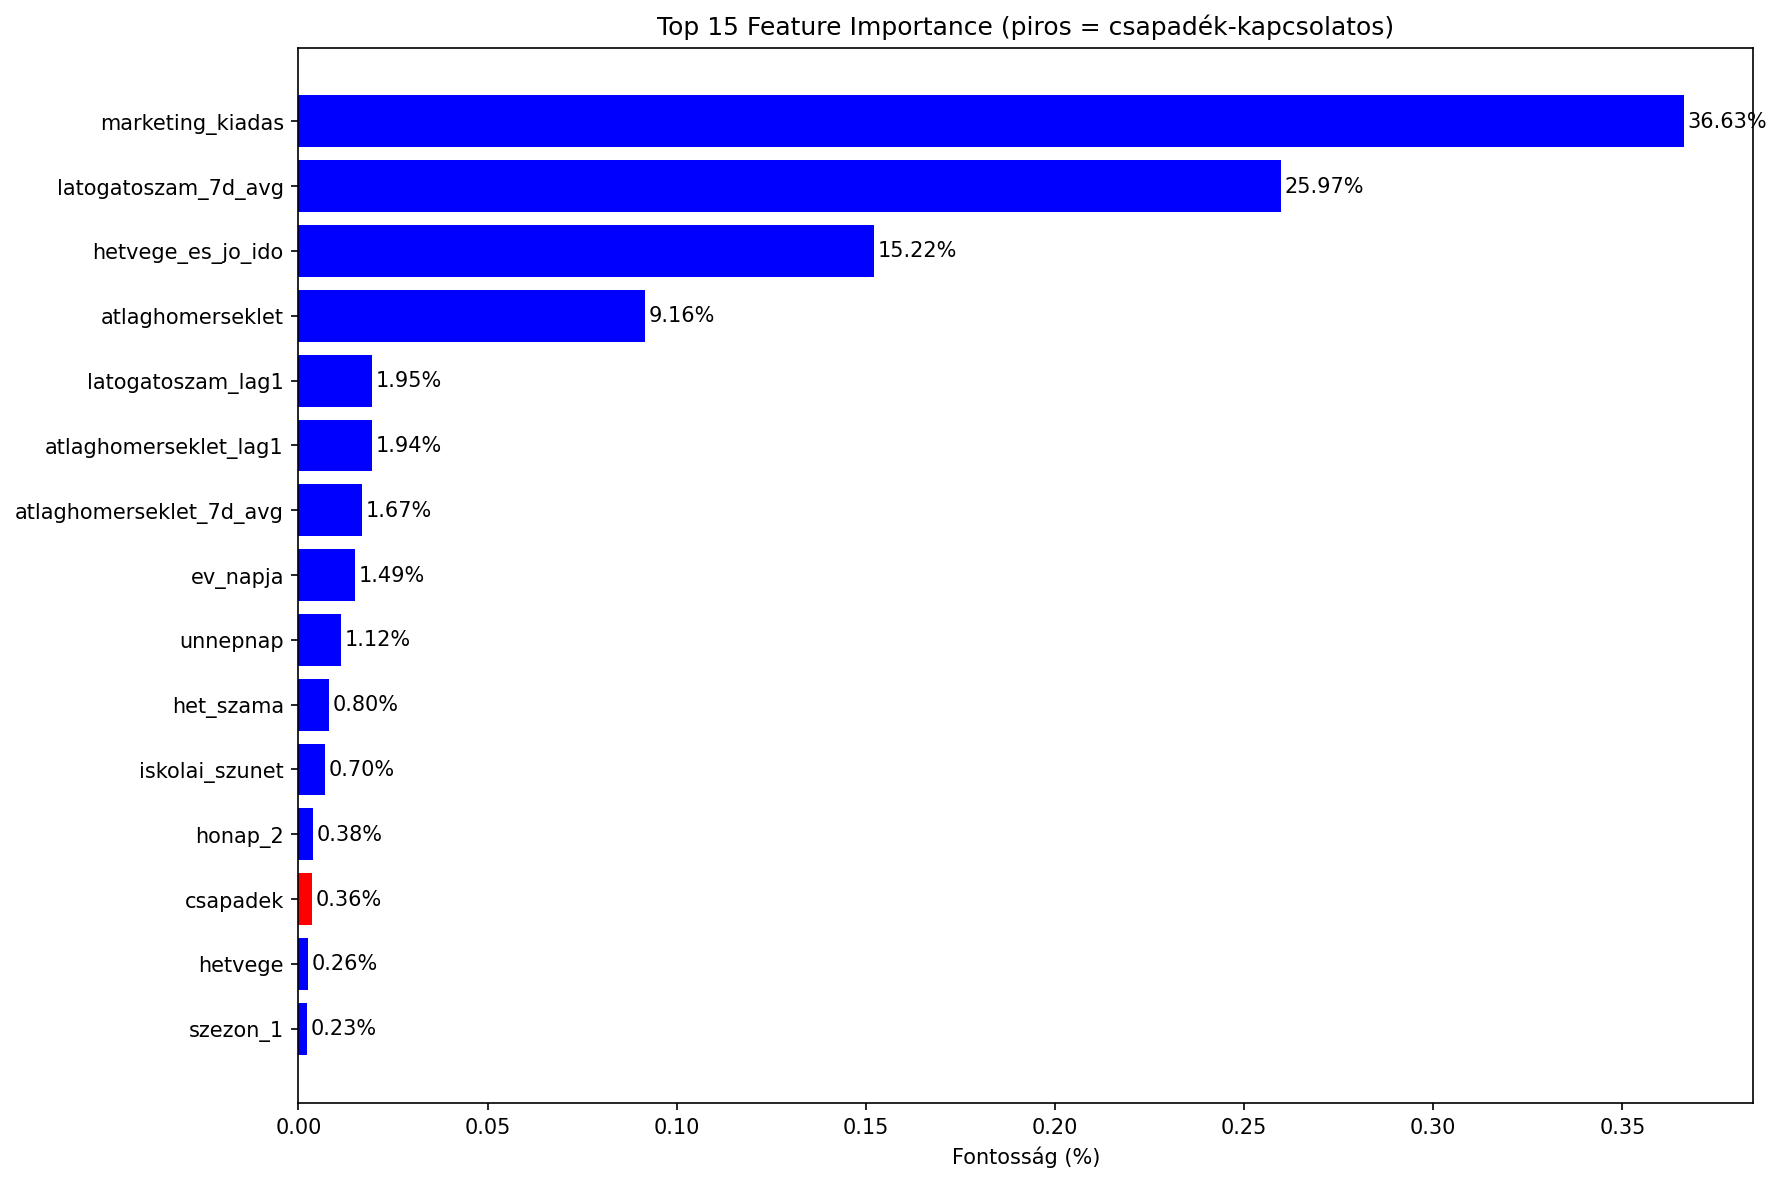 Top 15 Feature Importance (piros = csapadék-kapcsolatos)
marketing_kiadas 36.63%
latogatoszam_7d_avg 25.97%
hetvege_es_jo_ido 15.22%
atlaghomerseklet 9.16%
latogatoszam_lag1 1.95%
atlaghomerseklet_lag1 1.94%
atlaghomerseklet_7d_avg 1.67%
ev_napja 1.49%
unnepnap 1.12%
het_szama 0.80%
iskolai_szunet 0.70%
honap_2 0.38%
csapadek 0.36%
hetvege 0.26%
szezon_1 0.23%
0.00 0.05 0.10 0.15 0.20 0.25 0.30 0.35
Fontosság (%)